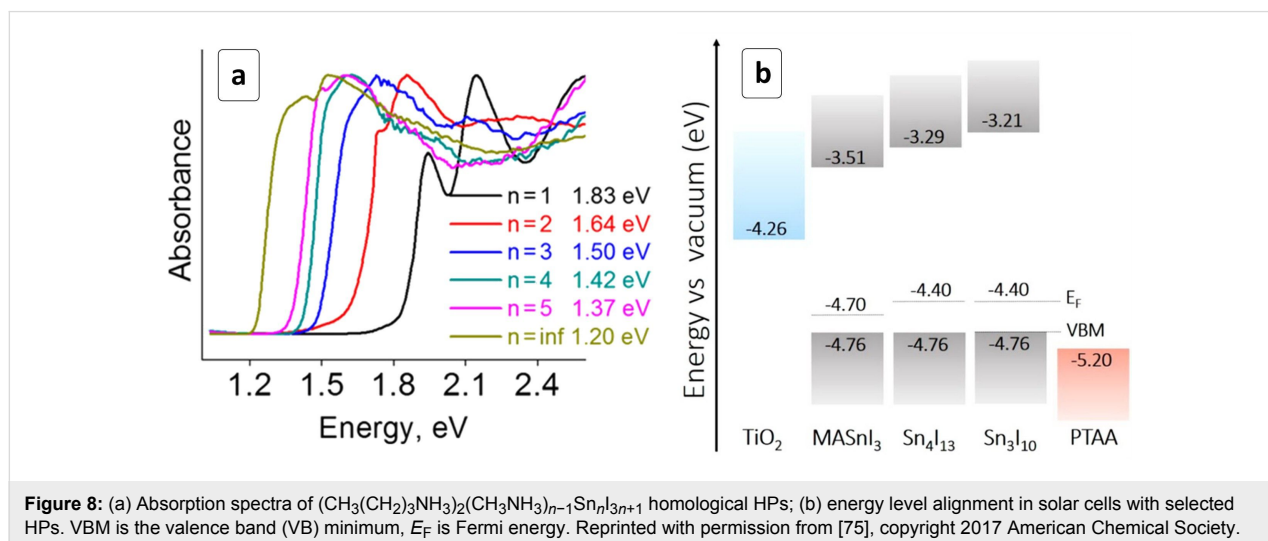 a
Absorbance
n=1 1.83 eV
n=2 1.64 eV
n=3 1.50 eV
n=4 1.42 eV
n=5 1.37 eV
n=inf 1.20 eV
1.2 1.5 1.8 2.1 2.4
Energy, eV
b
Energy vs vacuum (eV)
-4.26
-3.51
-3.29
-3.21
-4.70
-4.40
-4.40
E_F
VBM
-4.76
-4.76
-4.76
-5.20
TiO₂ MASnI₃ Sn₄I₁₃ Sn₃I₁₀ PTAA
Figure 8: (a) Absorption spectra of (CH₃(CH₂)₃NH₃)₂(CH₃NH₃)ₙ₋₁SnₙI₃ₙ₊₁ homological HPs; (b) energy level alignment in solar cells with selected
HPs. VBM is the valence band (VB) minimum, E_F is Fermi energy. Reprinted with permission from [75], copyright 2017 American Chemical Society.